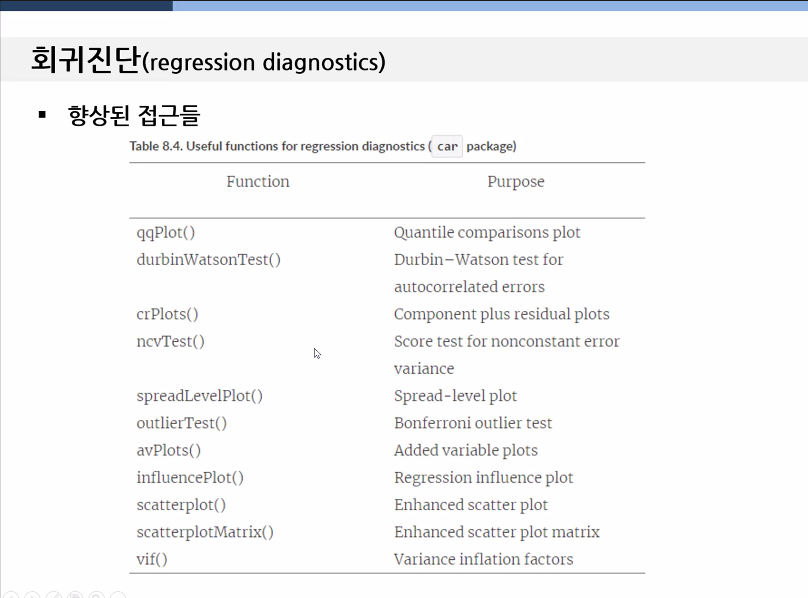 회귀진단(regression diagnostics)
▪ 향상된 접근들
Table 8.4. Useful functions for regression diagnostics ( car package)
Function Purpose
qqPlot() Quantile comparisons plot
durbinWatsonTest() Durbin–Watson test for
autocorrelated errors
crPlots() Component plus residual plots
ncvTest() Score test for nonconstant error
variance
spreadLevelPlot() Spread-level plot
outlierTest() Bonferroni outlier test
avPlots() Added variable plots
influencePlot() Regression influence plot
scatterplot() Enhanced scatter plot
scatterplotMatrix() Enhanced scatter plot matrix
vif() Variance inflation factors